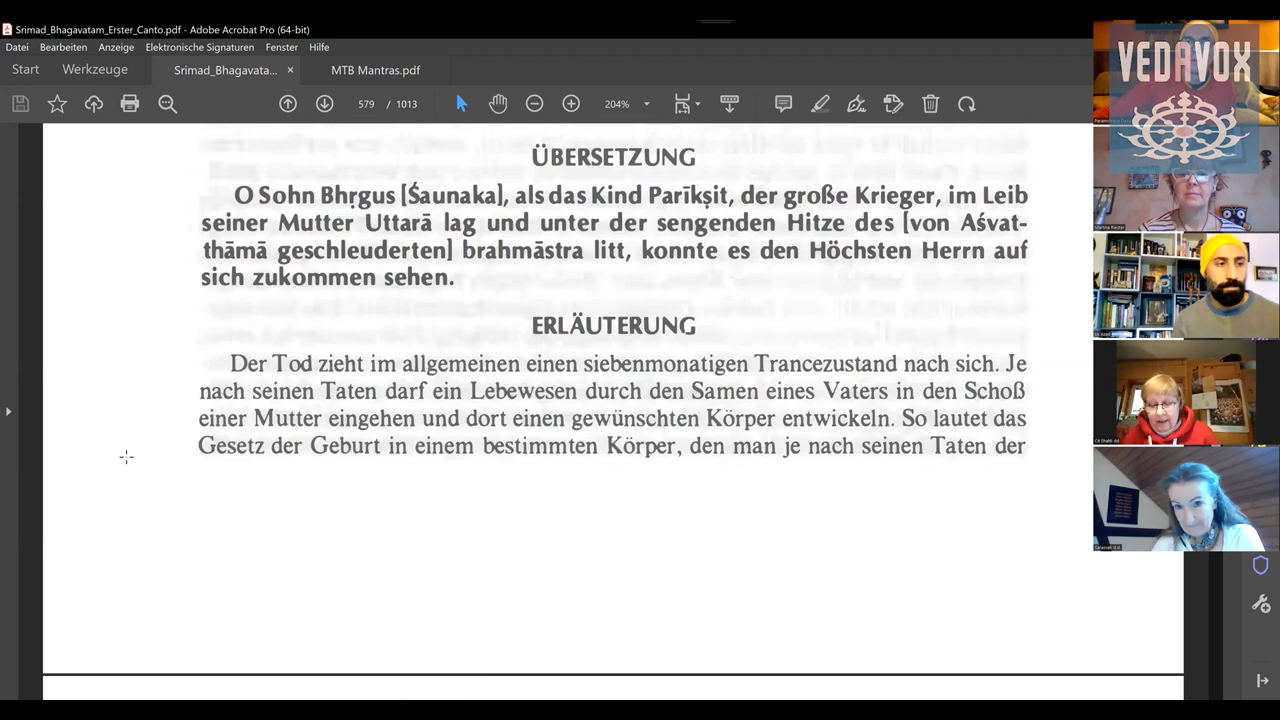 Srimad_Bhagavatam_Erster_Canto.pdf - Adobe Acrobat Pro (64-bit)
Datei Bearbeiten Anzeige Elektronische Signaturen Fenster Hilfe
Start Werkzeuge Srimad_Bhagavata... × MTB Mantras.pdf
579 / 1013 204%
VEDAVOX
ÜBERSETZUNG
O Sohn Bhṛgus [Śaunaka], als das Kind Parīkṣit, der große Krieger, im Leib
seiner Mutter Uttarā lag und unter der sengenden Hitze des [von Aśvat-
thāmā geschleuderten] brahmāstra litt, konnte es den Höchsten Herrn auf
sich zukommen sehen.
ERLÄUTERUNG
Der Tod zieht im allgemeinen einen siebenmonatigen Trancezustand nach sich. Je
nach seinen Taten darf ein Lebewesen durch den Samen eines Vaters in den Schoß
einer Mutter eingehen und dort einen gewünschten Körper entwickeln. So lautet das
Gesetz der Geburt in einem bestimmten Körper, den man je nach seinen Taten der